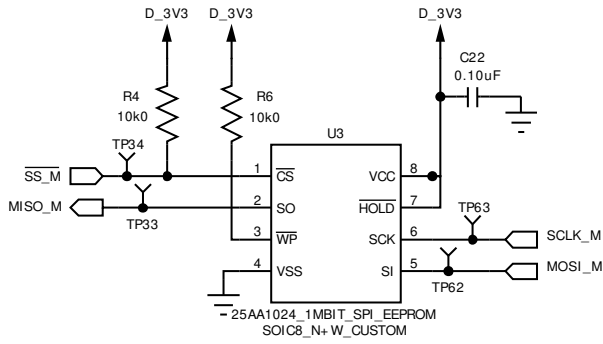 D_3V3
D_3V3
D_3V3
C22
0.10uF
R4
10k0
R6
10k0
U3
TP34
SS_M
1
CS
VCC
8
MISO_M
2
SO
HOLD
7
TP33
TP63
3
WP
SCK
6
SCLK_M
4
VSS
SI
5
MOSI_M
TP62
25AA1024_1MBIT_SPI_EEPROM
SOIC8_N+W_CUSTOM